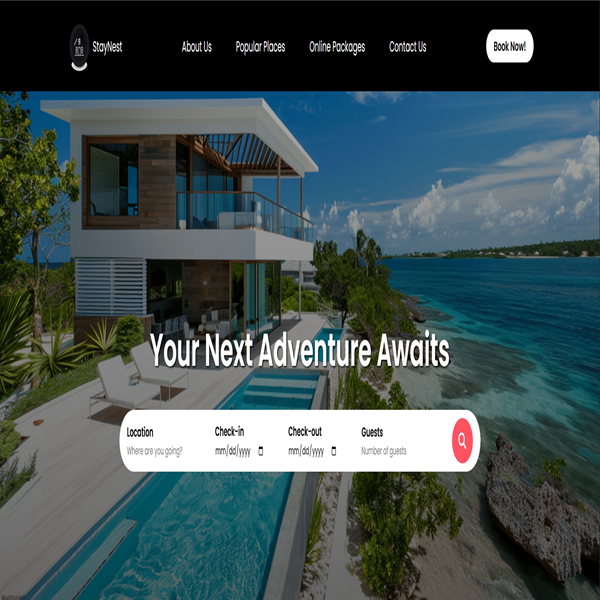 StayNest
About Us
Popular Places
Online Packages
Contact Us
Book Now!
Your Next Adventure Awaits
Location
Check-in
Check-out
Guests
Where are you going?
mm/dd/yyyy
mm/dd/yyyy
Number of guests